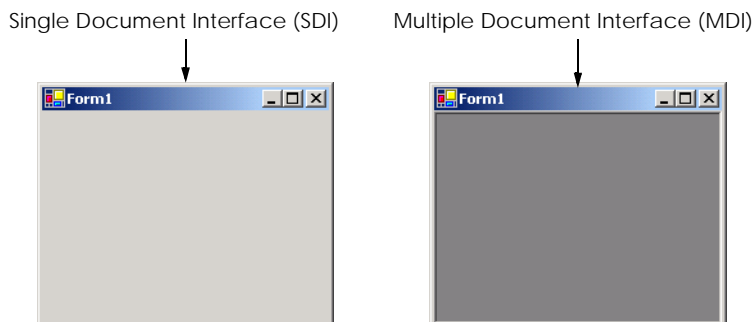 Single Document Interface (SDI)
Multiple Document Interface (MDI)
Form1
Form1